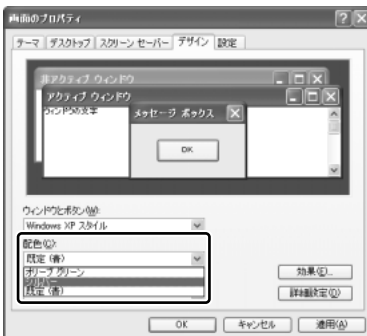 画面のプロパティ
テーマ デスクトップ スクリーン セーバー デザイン 設定
非アクティブ ウィンドウ
アクティブ ウィンドウ
ウィンドウの文字
メッセージ ボックス
OK
ウィンドウとボタン(W):
Windows XP スタイル
配色(C):
既定 (青)
オリーブ グリーン
シルバー
既定 (青)
効果(E)...
詳細設定(D)
OK キャンセル 適用(A)